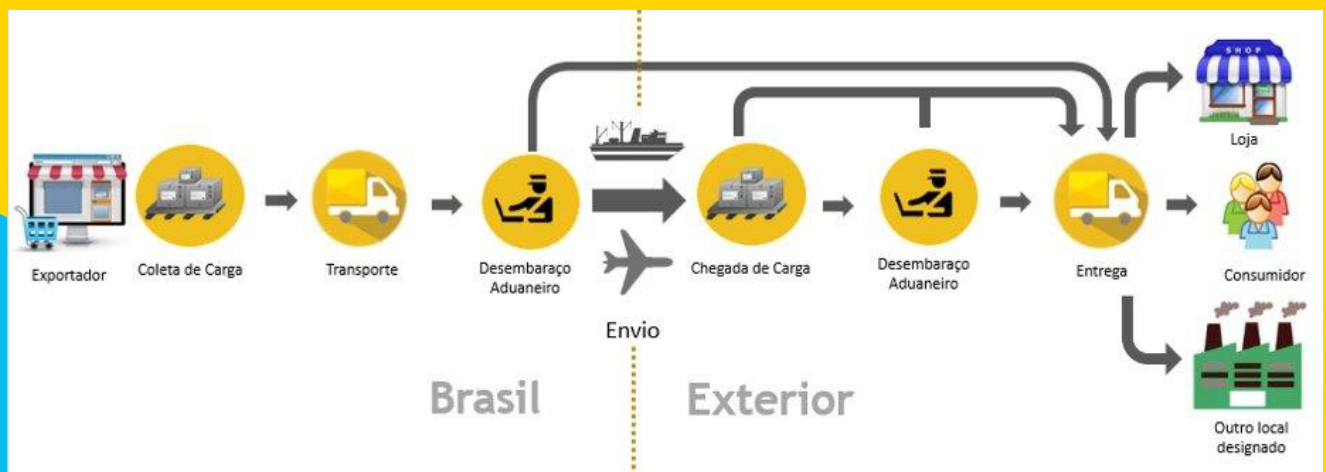 SHOP
Loja
Exportador
Coleta de Carga
Transporte
Desembaraço
Aduaneiro
Envio
Chegada de Carga
Desembaraço
Aduaneiro
Entrega
Consumidor
Outro local
designado
Brasil
Exterior